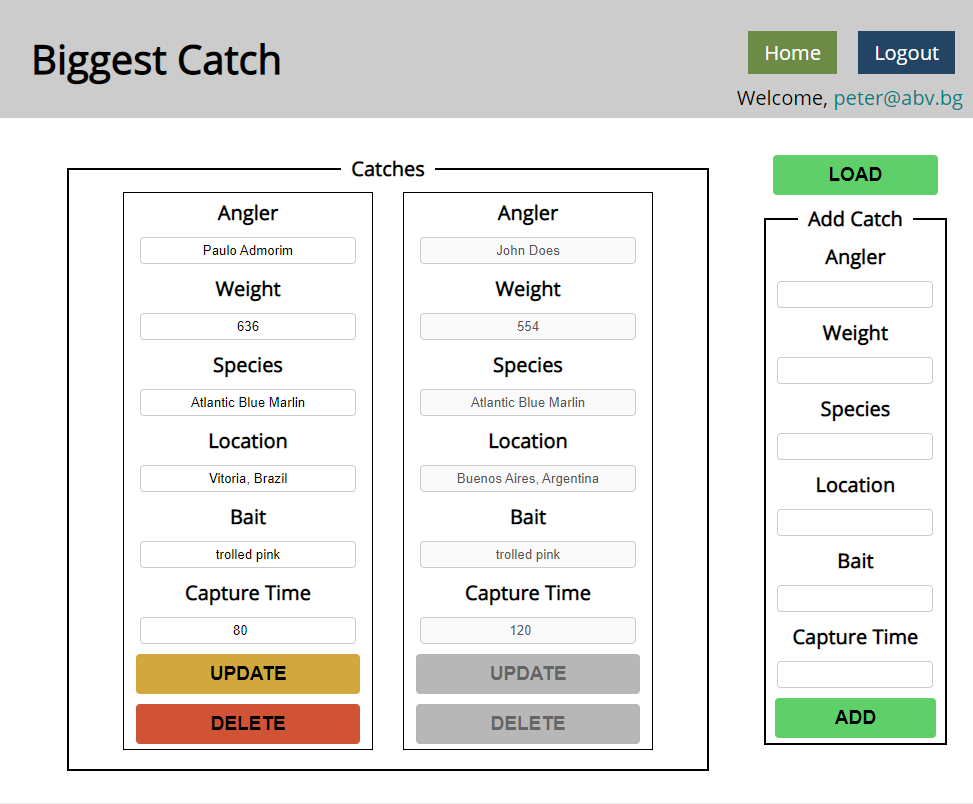 Biggest Catch
Home
Logout
Welcome, peter@abv.bg
Catches
Angler
Paulo Admorim
Weight
636
Species
Atlantic Blue Marlin
Location
Vitoria, Brazil
Bait
trolled pink
Capture Time
80
UPDATE
DELETE
Angler
John Does
Weight
554
Species
Atlantic Blue Marlin
Location
Buenos Aires, Argentina
Bait
trolled pink
Capture Time
120
UPDATE
DELETE
LOAD
Add Catch
Angler
Weight
Species
Location
Bait
Capture Time
ADD